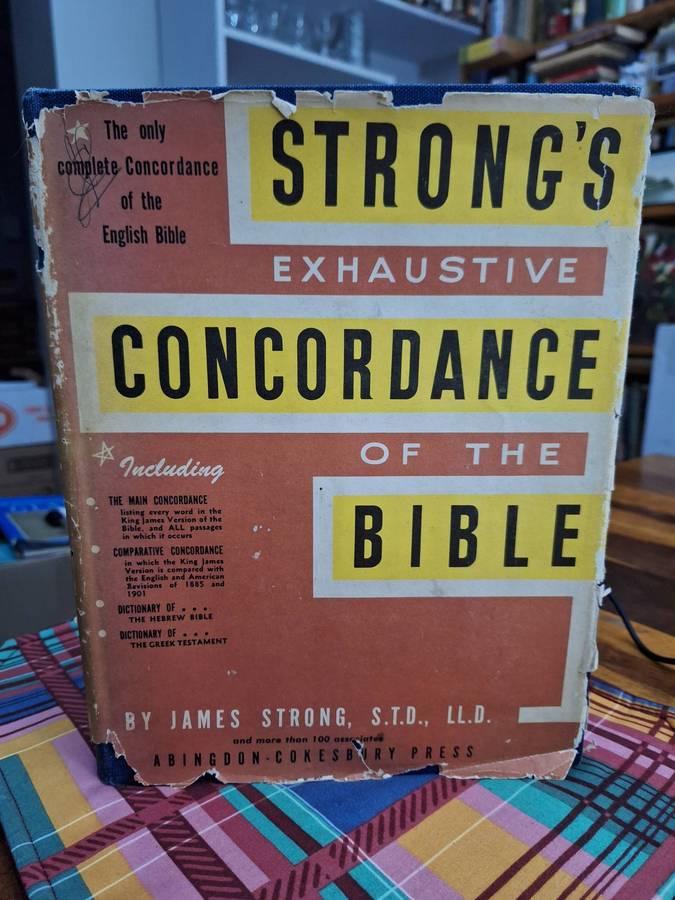 The only
complete Concordance
of the
English Bible
STRONG'S
EXHAUSTIVE
CONCORDANCE
OF THE
BIBLE
Including
THE MAIN CONCORDANCE
listing every word in the
King James Version of the
Bible, and ALL passages
in which it occurs
COMPARATIVE CONCORDANCE
in which the King James
Version is compared with
the English and American
Revisions of 1885 and
1901
DICTIONARY OF . . .
THE HEBREW BIBLE
DICTIONARY OF . . .
THE GREEK TESTAMENT
BY JAMES STRONG, S.T.D., LL.D.
and more than 100 associates
ABINGDON-COKESBURY PRESS